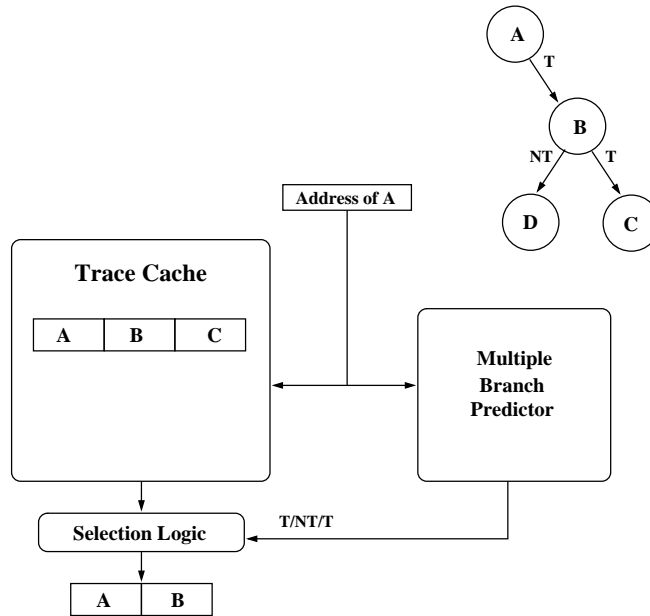 A
T
B
NT
T
D
C
Address of A
Trace Cache
A B C
Multiple
Branch
Predictor
T/NT/T
Selection Logic
A B